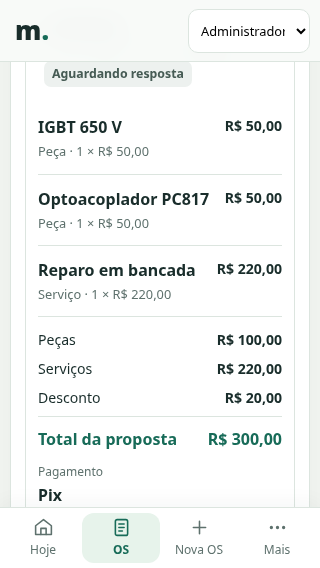 m.
Administrador
Aguardando resposta
IGBT 650 V R$ 50,00
Peça · 1 × R$ 50,00
Optoacoplador PC817 R$ 50,00
Peça · 1 × R$ 50,00
Reparo em bancada R$ 220,00
Serviço · 1 × R$ 220,00
Peças R$ 100,00
Serviços R$ 220,00
Desconto R$ 20,00
Total da proposta R$ 300,00
Pagamento
Pix
Hoje OS Nova OS Mais